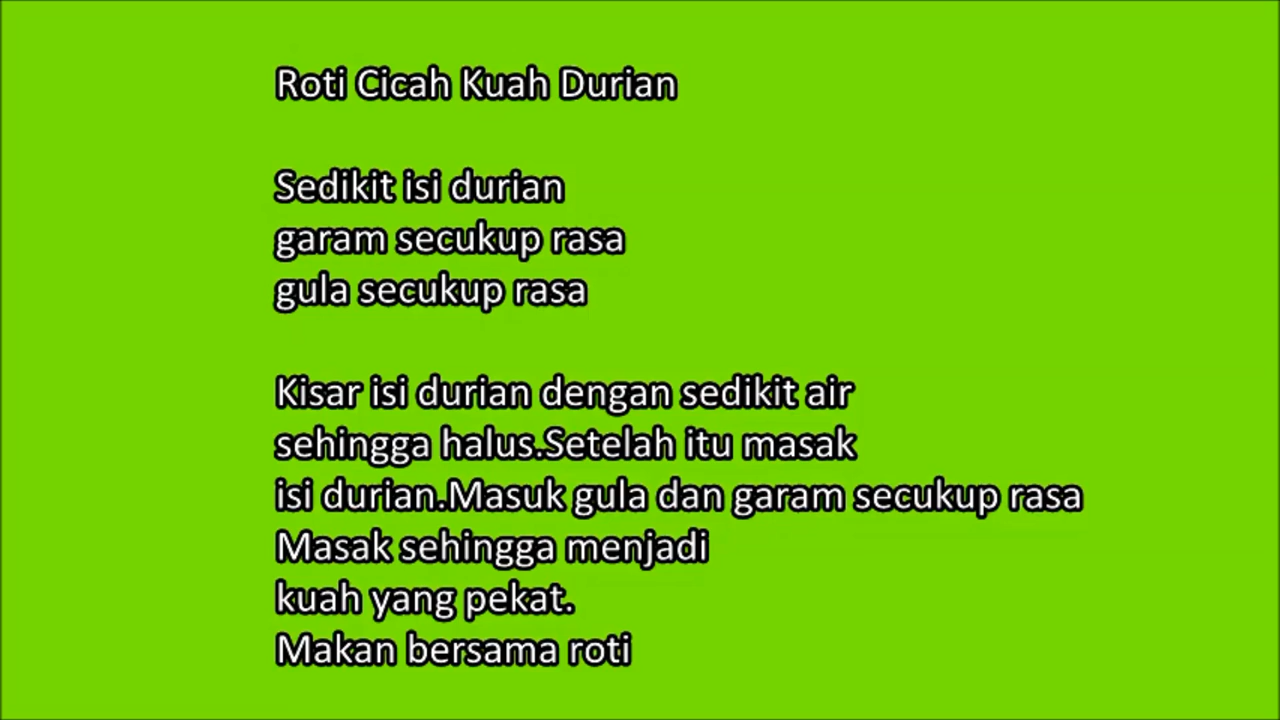 Roti Cicah Kuah Durian
Sedikit isi durian
garam secukup rasa
gula secukup rasa
Kisar isi durian dengan sedikit air
sehingga halus.Setelah itu masak
isi durian.Masuk gula dan garam secukup rasa
Masak sehingga menjadi
kuah yang pekat.
Makan bersama roti